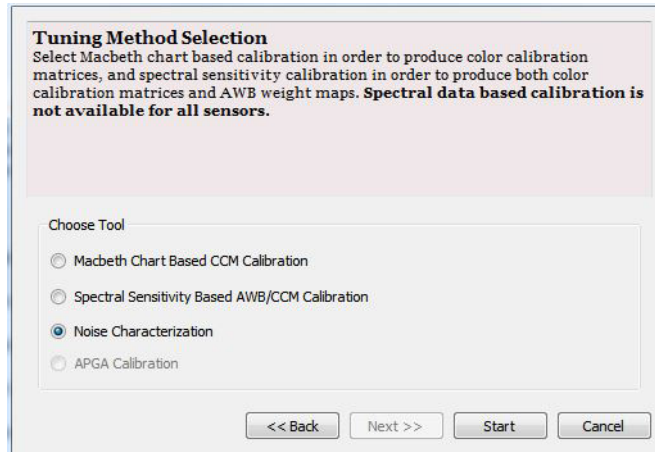 Tuning Method Selection
Select Macbeth chart based calibration in order to produce color calibration
matrices, and spectral sensitivity calibration in order to produce both color
calibration matrices and AWB weight maps. Spectral data based calibration is
not available for all sensors.
Choose Tool
Macbeth Chart Based CCM Calibration
Spectral Sensitivity Based AWB/CCM Calibration
Noise Characterization
APGA Calibration
<< Back Next >> Start Cancel